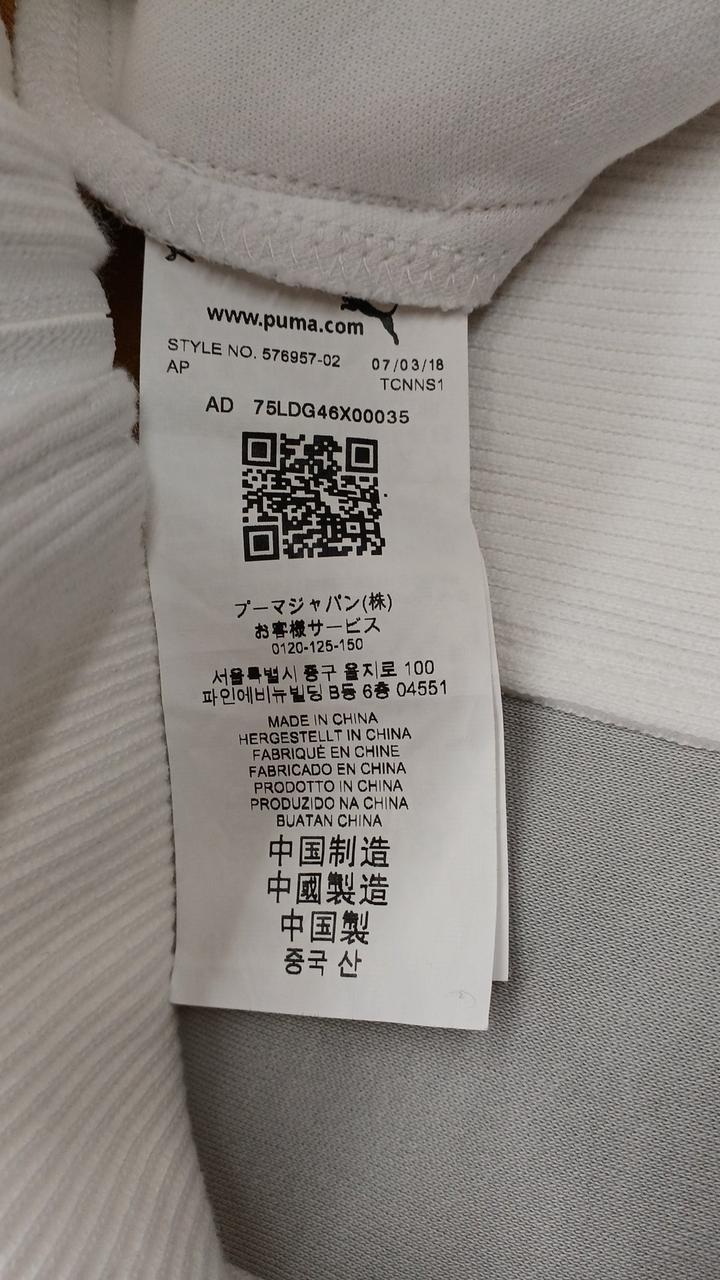 www.puma.com
STYLE NO. 576957-02 07/03/18
AP TCNNS1
AD 75LDG46X00035
プーマジャパン(株)
お客様サービス
0120-125-150
서울특별시 중구 을지로 100
파인에비뉴빌딩 B동 6층 04551
MADE IN CHINA
HERGESTELLT IN CHINA
FABRIQUÉ EN CHINE
FABRICADO EN CHINA
PRODOTTO IN CHINA
PRODUZIDO NA CHINA
BUATAN CHINA
中国制造
中國製造
中国製
중국 산